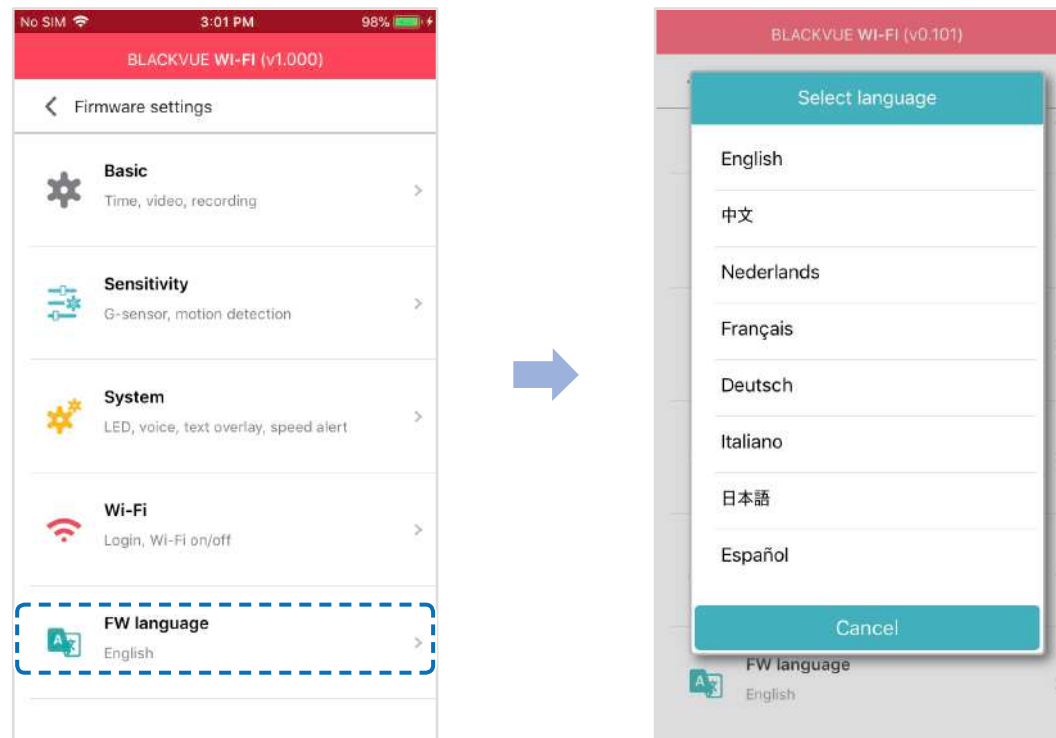 No SIM 3:01 PM 98%
BLACKVUE WI-FI (v1.000)
Firmware settings
Basic
Time, video, recording
Sensitivity
G-sensor, motion detection
System
LED, voice, text overlay, speed alert
Wi-Fi
Login, Wi-Fi on/off
FW language
English
BLACKVUE WI-FI (v0.101)
Select language
English
中文
Nederlands
Français
Deutsch
Italiano
日本語
Español
Cancel
FW language
English